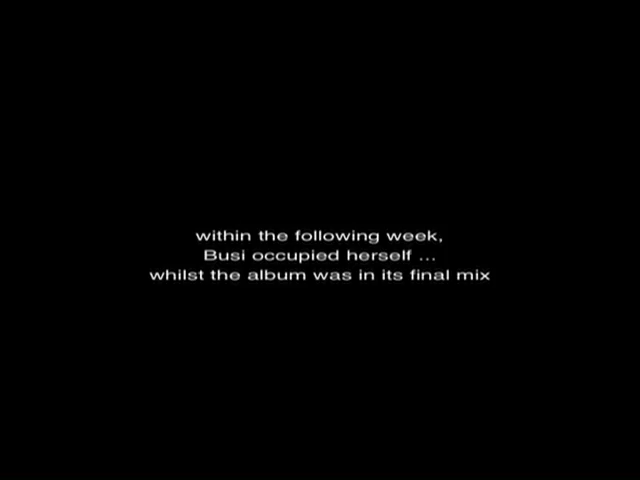 within the following week,
Busi occupied herself ...
whilst the album was in its final mix